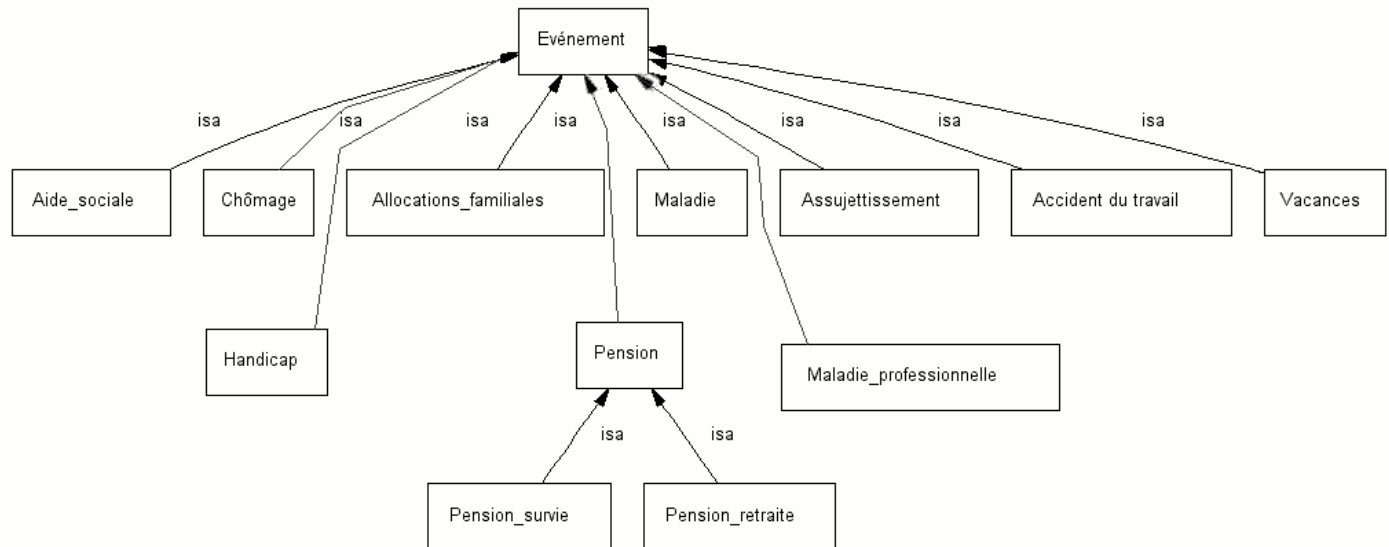 Evénement
isa isa isa isa isa isa isa isa
Aide_sociale Chômage Allocations_familiales Maladie Assujettissement Accident du travail Vacances
Handicap Pension Maladie_professionnelle
isa isa
Pension_survie Pension_retraite